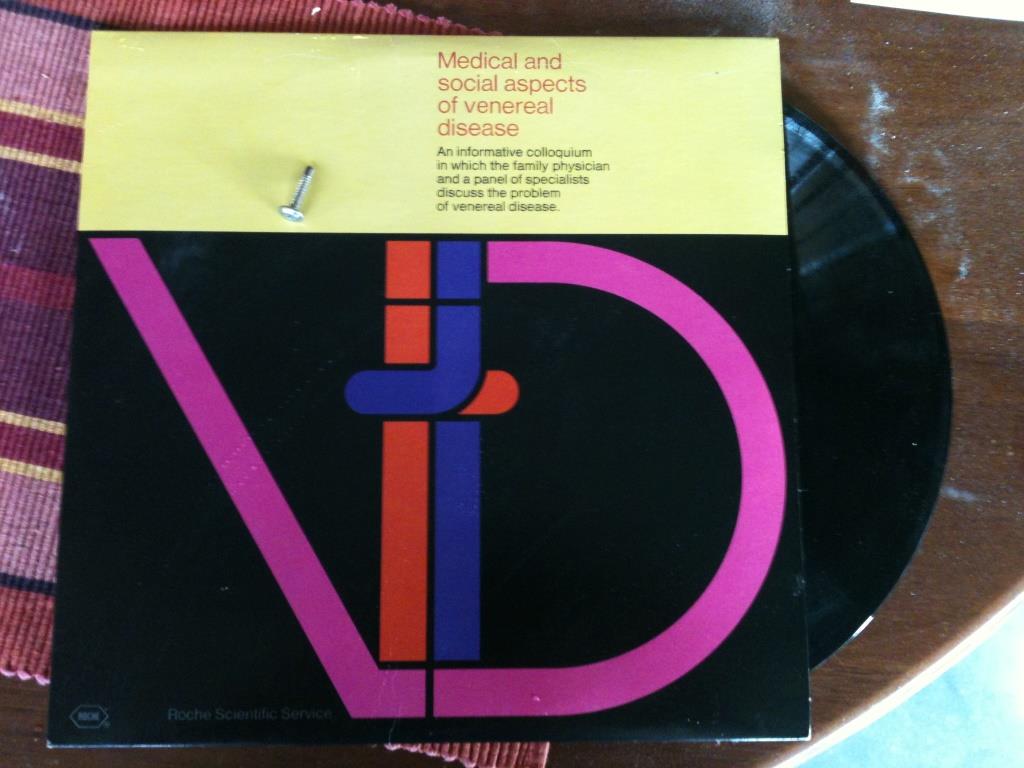 Medical and
social aspects
of venereal
disease
An informative colloquium
in which the family physician
and a panel of specialists
discuss the problem
of venereal disease.
VD
ROCHE
Roche Scientific Service